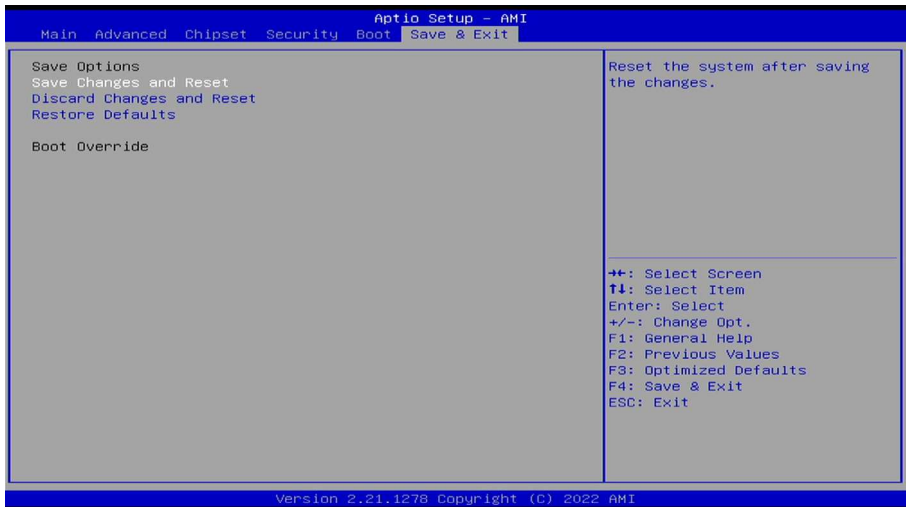 Aptio Setup – AMI
Main Advanced Chipset Security Boot Save & Exit
Save Options
Save Changes and Reset
Discard Changes and Reset
Restore Defaults
Boot Override
Reset the system after saving
the changes.
→←: Select Screen
↑↓: Select Item
Enter: Select
+/-: Change Opt.
F1: General Help
F2: Previous Values
F3: Optimized Defaults
F4: Save & Exit
ESC: Exit
Version 2.21.1278 Copyright (C) 2022 AMI